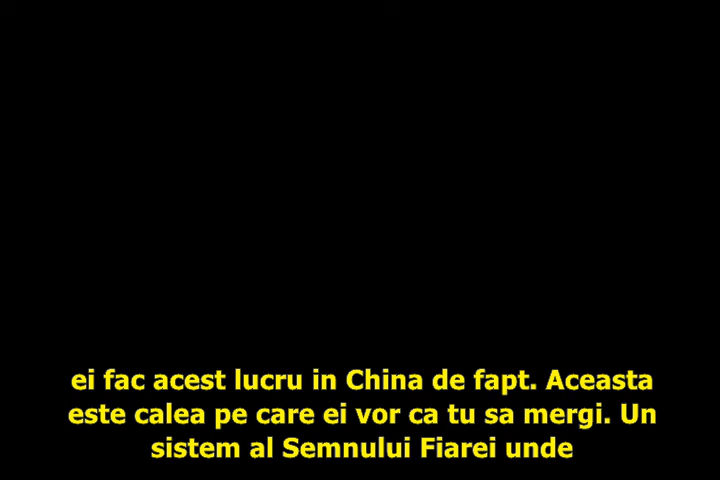 ei fac acest lucru in China de fapt. Aceasta
este calea pe care ei vor ca tu sa mergi. Un
sistem al Semnului Fiarei unde